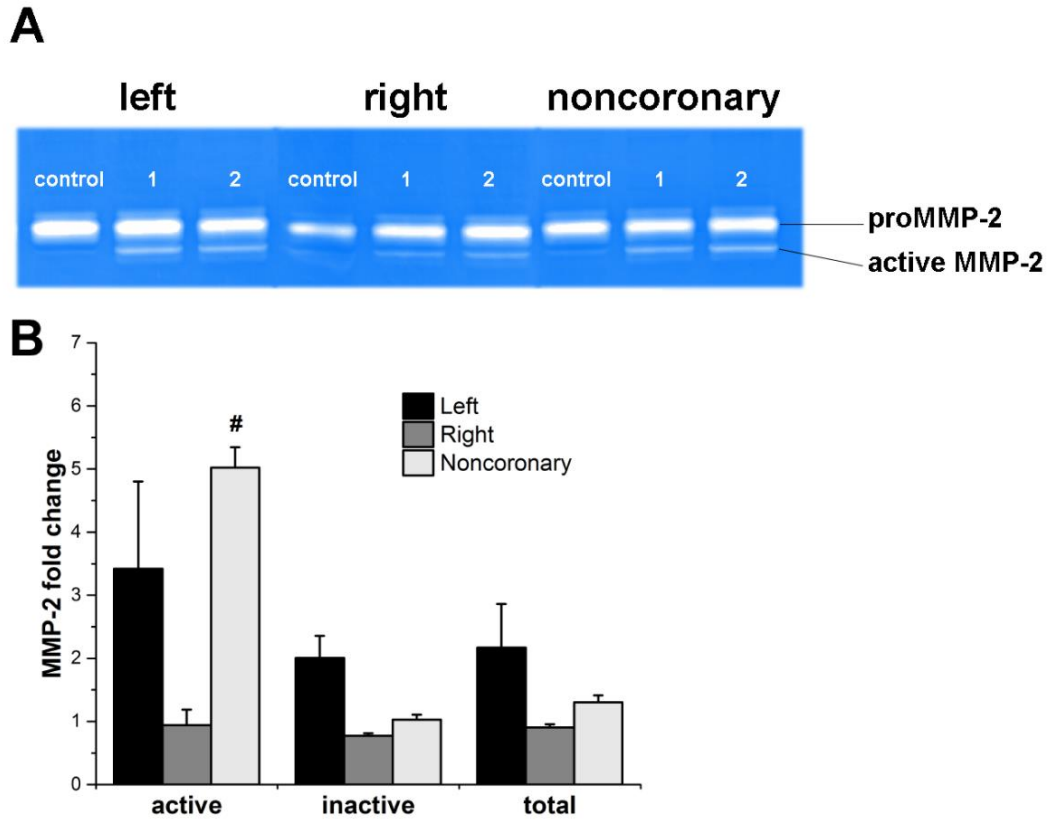 A
left right noncoronary
control 1 2 control 1 2 control 1 2
proMMP-2
active MMP-2
B
MMP-2 fold change
7
6
5
4
3
2
1
0
#
Left
Right
Noncoronary
active inactive total